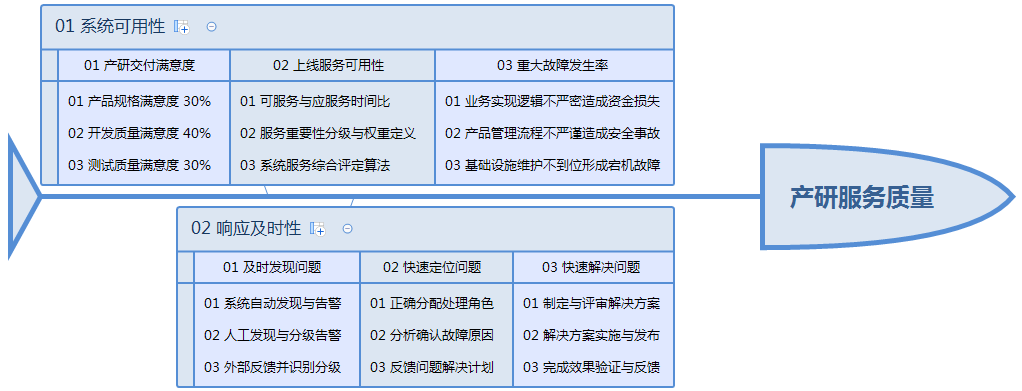 01 系统可用性
01 产研交付满意度
02 上线服务可用性
03 重大故障发生率
01 产品规格满意度 30%
02 开发质量满意度 40%
03 测试质量满意度 30%
01 可服务与应服务时间比
02 服务重要性分级与权重定义
03 系统服务综合评定算法
01 业务实现逻辑不严密造成资金损失
02 产品管理流程不严谨造成安全事故
03 基础设施维护不到位形成宕机故障
产研服务质量
02 响应及时性
01 及时发现问题
02 快速定位问题
03 快速解决问题
01 系统自动发现与告警
02 人工发现与分级告警
03 外部反馈并识别分级
01 正确分配处理角色
02 分析确认故障原因
03 反馈问题解决计划
01 制定与评审解决方案
02 解决方案实施与发布
03 完成效果验证与反馈